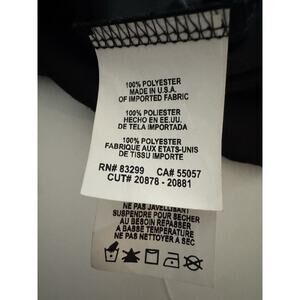 100% POLYESTER
MADE IN U.S.A.
OF IMPORTED FABRIC
100% POLIESTER
HECHO EN EE.UU.
DE TELA IMPORTADA
100% POLYESTER
FABRIQUE AUX ETATS-UNIS
DE TISSU IMPORTE
RN# 83299 CA# 55057
CUT# 20878 - 20881
NE PAS JAVELLISANT
SUSPENDRE POUR SECHER
AU BESOIN REPASSER
A BASSE TEMPERATURE
NE PAS NETTOYER A SEC